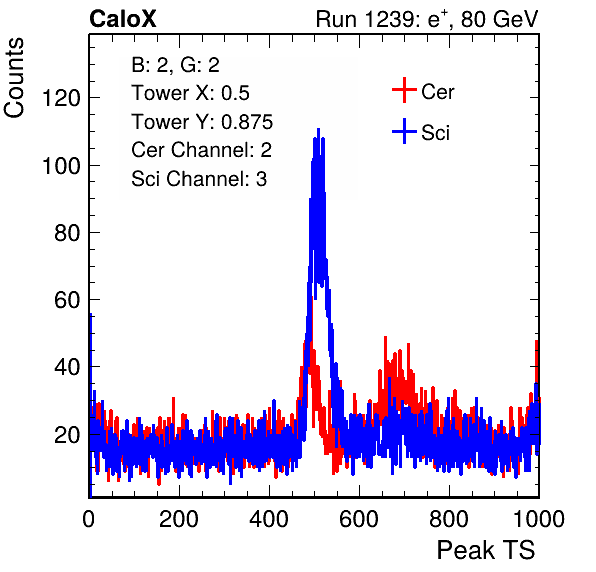 CaloX
Run 1239: e+, 80 GeV
Counts
B: 2, G: 2
Tower X: 0.5
Tower Y: 0.875
Cer Channel: 2
Sci Channel: 3
Cer
Sci
120
100
80
60
40
20
0 200 400 600 800 1000
Peak TS